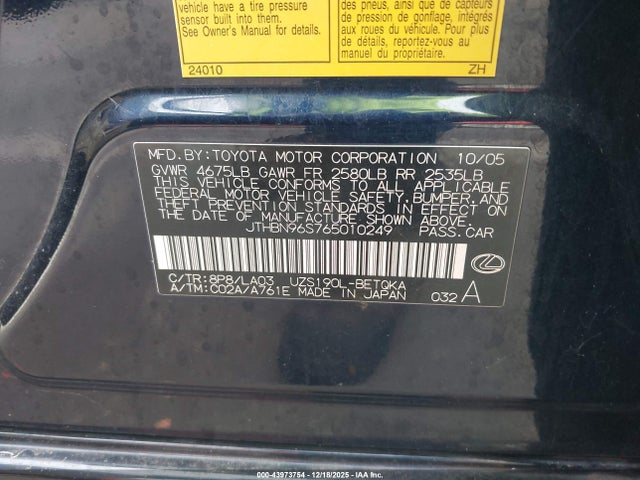 vehicle have a tire pressure
sensor built into them.
See Owner's Manual for details.
24010
des pneus, ainsi que de capteurs
de pression de gonflage, intégrés
aux roues du véhicule. Pour plus
de détails, reportez-vous au
manuel du propriétaire.
ZH
MFD.BY:TOYOTA MOTOR CORPORATION 10/05
GVWR 4675LB GAWR FR 2580LB RR 2535LB
THIS VEHICLE CONFORMS TO ALL APPLICABLE
FEDERAL MOTOR VEHICLE SAFETY,BUMPER,AND
THEFT PREVENTION STANDARDS IN EFFECT ON
THE DATE OF MANUFACTURE SHOWN ABOVE.
JTHBN96S765010249 PASS.CAR
C/TR:8P8/LA03 UZS190L-BETQKA
A/TM:C02A/A761E MADE IN JAPAN 032 A
000-43973754 - 12/18/2025 - IAAI